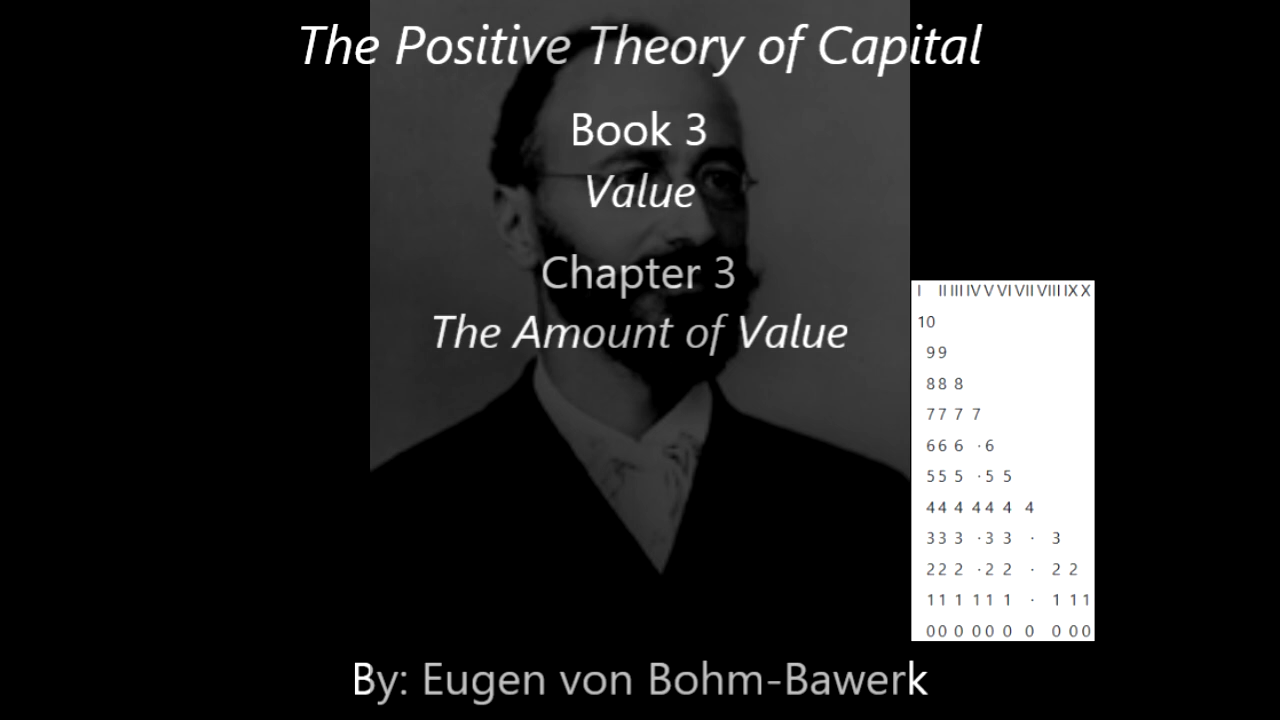 The Positive Theory of Capital
Book 3
Value
Chapter 3
The Amount of Value
I II III IV V VI VII VIII IX X
10
9 9
8 8 8
7 7 7 7
6 6 6 · 6
5 5 5 · 5 5
4 4 4 4 4 4 4
3 3 3 · 3 3 · 3
2 2 2 · 2 2 · 2 2
1 1 1 1 1 1 · 1 1 1
0 0 0 0 0 0 0 0 0 0
By: Eugen von Bohm-Bawerk